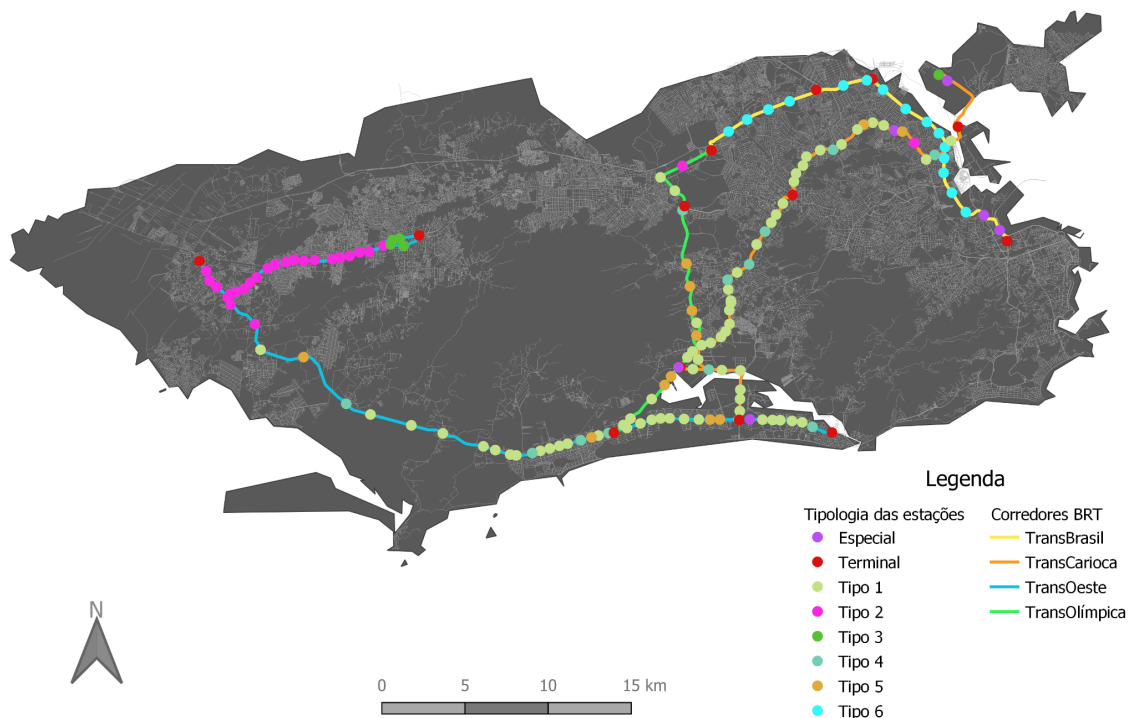 Legenda
Tipologia das estações
Especial
Terminal
Tipo 1
Tipo 2
Tipo 3
Tipo 4
Tipo 5
Tipo 6
Corredores BRT
TransBrasil
TransCarioca
TransOeste
TransOlímpica
N
0 5 10 15 km